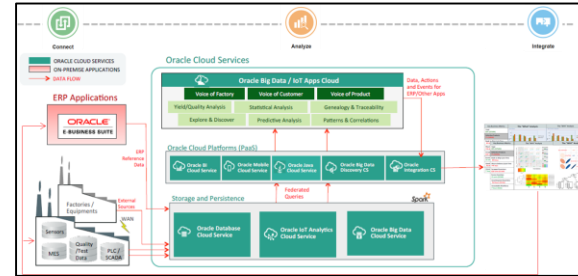 Connect
Analyze
Integrate
ORACLE CLOUD SERVICES
ON-PREMISE APPLICATIONS
DATA FLOW
Oracle Cloud Services
Oracle Big Data / IoT Apps Cloud
Voice of Factory
Voice of Customer
Voice of Product
Yield/Quality Analysis
Statistical Analysis
Genealogy & Traceability
Explore & Discover
Predictive Analysis
Patterns & Correlations
Data, Actions
and Events for
ERP/Other Apps
ERP Applications
ORACLE
E-BUSINESS SUITE
ERP
Reference
Data
Oracle Cloud Platforms (PaaS)
Oracle BI
Cloud Service
Oracle Mobile
Cloud Service
Oracle Java
Cloud Service
Oracle Big Data
Discovery CS
Oracle
Integration CS
Federated
Queries
Storage and Persistence
Spark
Oracle Database
Cloud Service
Oracle IoT Analytics
Cloud Service
Oracle Big Data
Cloud Service
Factories /
Equipments
External
Sources
WAN
Sensors
MES
Quality
/Test
Data
PLC /
SCADA